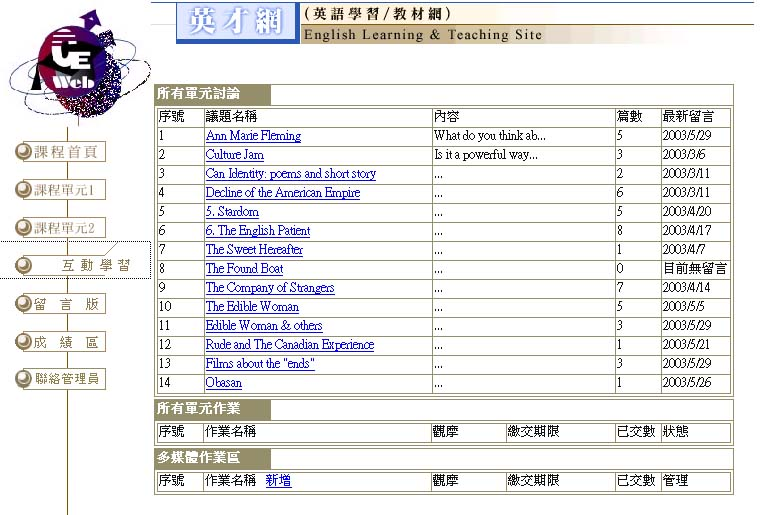 英才網 (英語學習/教材網)
English Learning & Teaching Site
CE
Web
課程首頁
課程單元1
課程單元2
互動學習
留言版
成績區
聯絡管理員
所有單元討論
序號 議題名稱 內容 篇數 最新留言
1 Ann Marie Fleming What do you think ab... 5 2003/5/29
2 Culture Jam Is it a powerful way... 3 2003/3/6
3 Can Identity: poems and short story ... 2 2003/3/11
4 Decline of the American Empire ... 6 2003/3/11
5 5. Stardom ... 5 2003/4/20
6 6. The English Patient ... 8 2003/4/17
7 The Sweet Hereafter ... 1 2003/4/7
8 The Found Boat ... 0 目前無留言
9 The Company of Strangers ... 7 2003/4/14
10 The Edible Woman ... 5 2003/5/5
11 Edible Woman & others ... 3 2003/5/29
12 Rude and The Canadian Experience ... 1 2003/5/21
13 Films about the "ends" ... 3 2003/5/29
14 Obasan ... 1 2003/5/26
所有單元作業
序號 作業名稱 觀摩 繳交期限 已交數 狀態
多媒體作業區
序號 作業名稱 新增 觀摩 繳交期限 已交數 管理